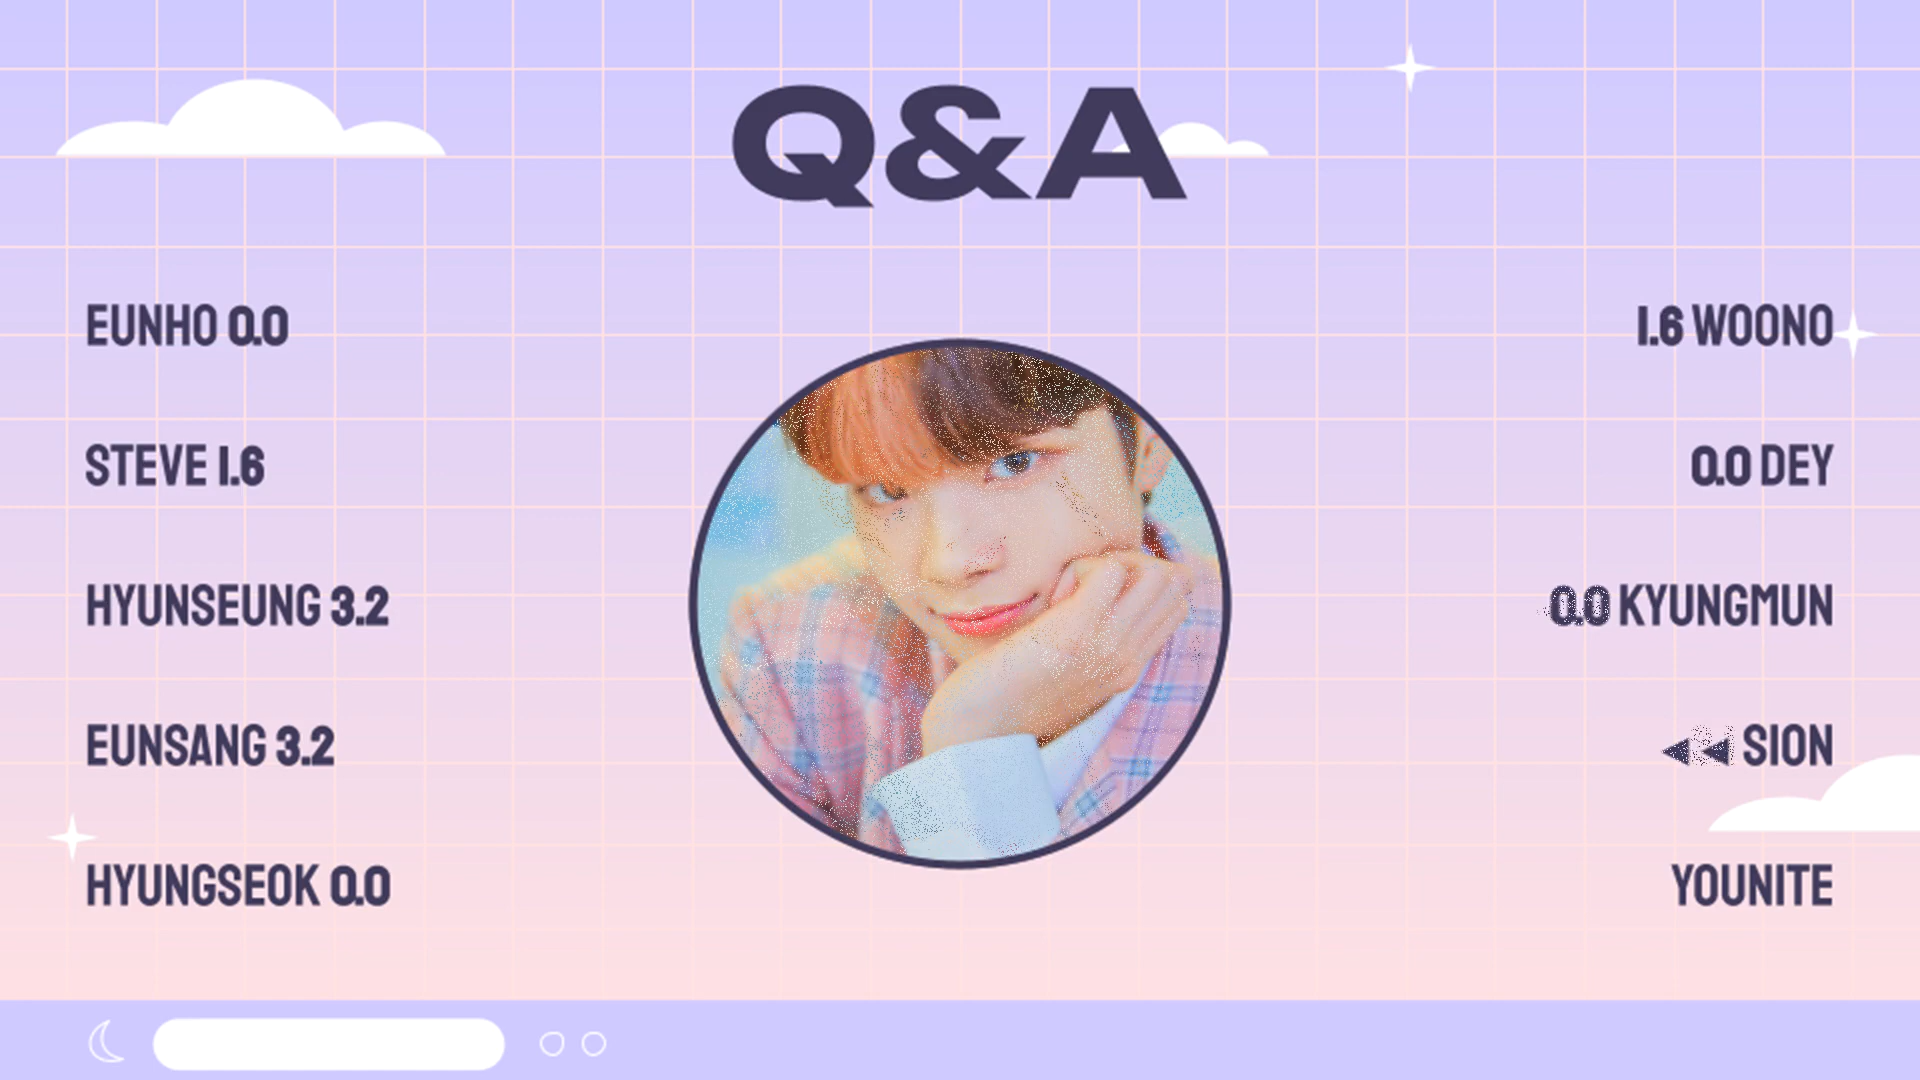 Q&A
EUNHO 0.0
STEVE 1.6
HYUNSEUNG 3.2
EUNSANG 3.2
HYUNGSEOK 0.0
1.6 WOONO
0.0 DEY
0.0 KYUNGMUN
SION
YOUNITE